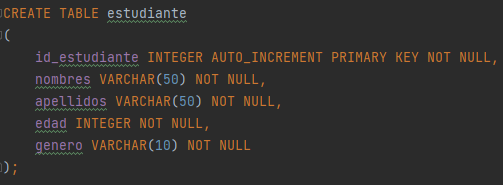 CREATE TABLE estudiante
(
id_estudiante INTEGER AUTO_INCREMENT PRIMARY KEY NOT NULL,
nombres VARCHAR(50) NOT NULL,
apellidos VARCHAR(50) NOT NULL,
edad INTEGER NOT NULL,
genero VARCHAR(10) NOT NULL
);